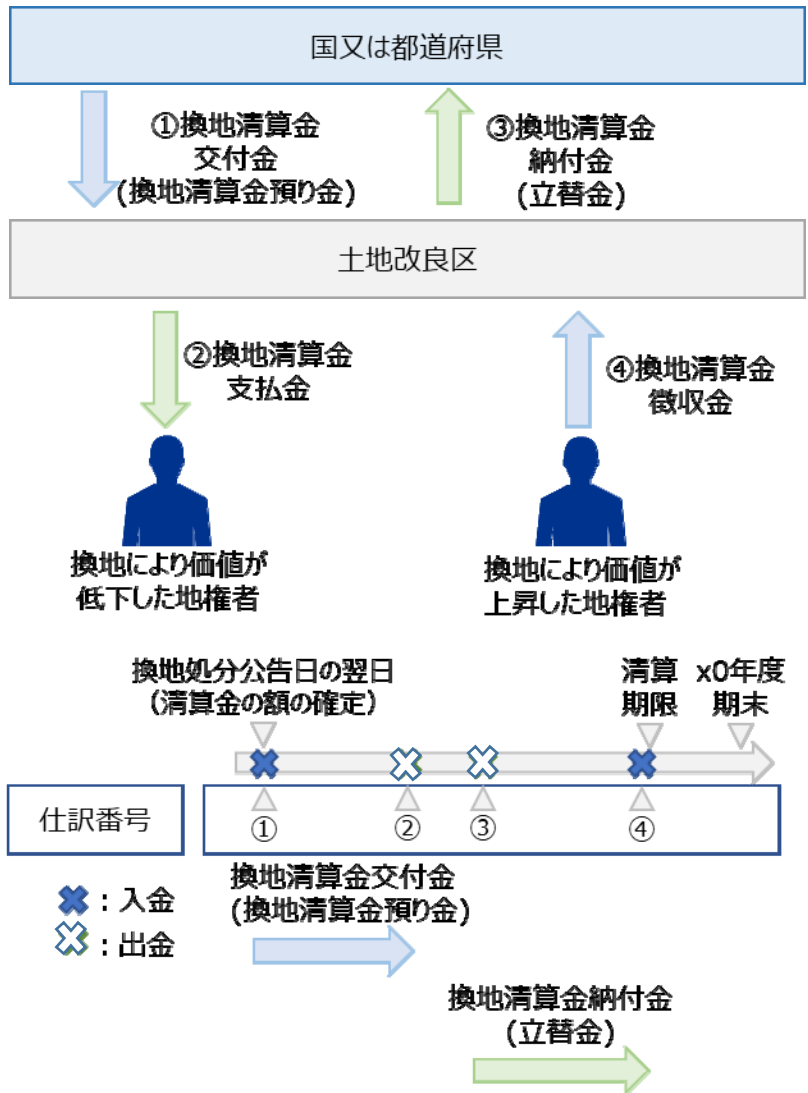 国又は都道府県
①換地清算金
交付金
(換地清算金預り金)
③換地清算金
納付金
(立替金)
土地改良区
②換地清算金
支払金
④換地清算金
徴収金
換地により価値が
低下した地権者
換地により価値が
上昇した地権者
換地処分公告日の翌日
（清算金の額の確定）
清算
期限
x0年度
期末
仕訳番号
① ② ③ ④
：入金
：出金
換地清算金交付金
(換地清算金預り金)
換地清算金納付金
(立替金)